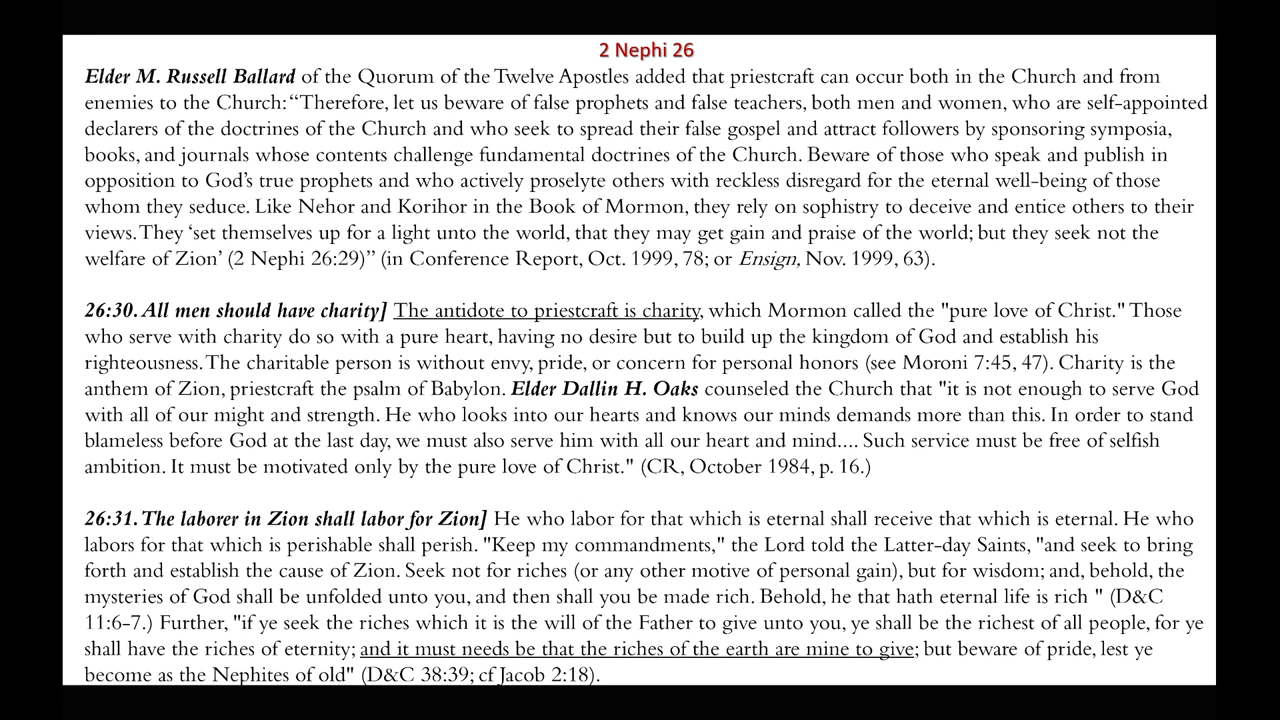 2 Nephi 26
Elder M. Russell Ballard of the Quorum of the Twelve Apostles added that priestcraft can occur both in the Church and from
enemies to the Church: “Therefore, let us beware of false prophets and false teachers, both men and women, who are self-appointed
declarers of the doctrines of the Church and who seek to spread their false gospel and attract followers by sponsoring symposia,
books, and journals whose contents challenge fundamental doctrines of the Church. Beware of those who speak and publish in
opposition to God’s true prophets and who actively proselyte others with reckless disregard for the eternal well-being of those
whom they seduce. Like Nehor and Korihor in the Book of Mormon, they rely on sophistry to deceive and entice others to their
views. They ‘set themselves up for a light unto the world, that they may get gain and praise of the world; but they seek not the
welfare of Zion’ (2 Nephi 26:29)” (in Conference Report, Oct. 1999, 78; or Ensign, Nov. 1999, 63).
26:30. All men should have charity] The antidote to priestcraft is charity, which Mormon called the "pure love of Christ." Those
who serve with charity do so with a pure heart, having no desire but to build up the kingdom of God and establish his
righteousness. The charitable person is without envy, pride, or concern for personal honors (see Moroni 7:45, 47). Charity is the
anthem of Zion, priestcraft the psalm of Babylon. Elder Dallin H. Oaks counseled the Church that "it is not enough to serve God
with all of our might and strength. He who looks into our hearts and knows our minds demands more than this. In order to stand
blameless before God at the last day, we must also serve him with all our heart and mind.... Such service must be free of selfish
ambition. It must be motivated only by the pure love of Christ." (CR, October 1984, p. 16.)
26:31. The laborer in Zion shall labor for Zion] He who labor for that which is eternal shall receive that which is eternal. He who
labors for that which is perishable shall perish. "Keep my commandments," the Lord told the Latter-day Saints, "and seek to bring
forth and establish the cause of Zion. Seek not for riches (or any other motive of personal gain), but for wisdom; and, behold, the
mysteries of God shall be unfolded unto you, and then shall you be made rich. Behold, he that hath eternal life is rich " (D&C
11:6-7.) Further, "if ye seek the riches which it is the will of the Father to give unto you, ye shall be the richest of all people, for ye
shall have the riches of eternity; and it must needs be that the riches of the earth are mine to give; but beware of pride, lest ye
become as the Nephites of old" (D&C 38:39; cf Jacob 2:18).